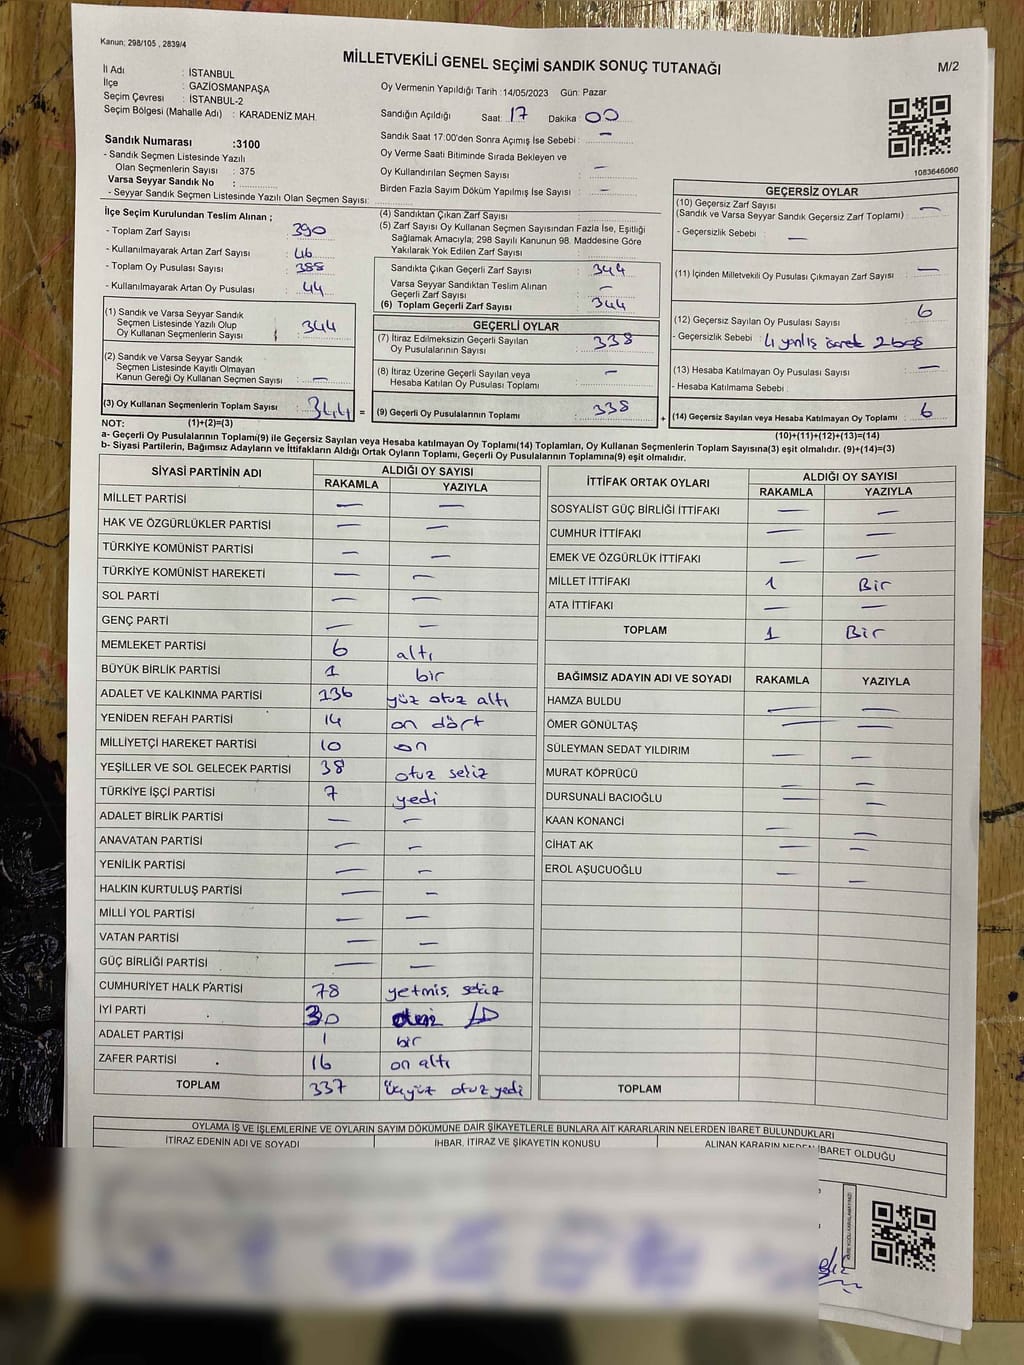 Kanun: 298/105 , 2839/4
MİLLETVEKİLİ GENEL SEÇİMİ SANDIK SONUÇ TUTANAĞI
M/2
İl Adı : İSTANBUL
İlçe : GAZİOSMANPAŞA
Seçim Çevresi : İSTANBUL-2
Seçim Bölgesi (Mahalle Adı) : KARADENİZ MAH.
Oy Vermenin Yapıldığı Tarih :14/05/2023 Gün: Pazar
Sandığın Açıldığı Saat: 17 Dakika : 00
Sandık Saat 17:00'den Sonra Açımış İse Sebebi : —
Oy Verme Saati Bitiminde Sırada Bekleyen ve
Oy Kullandırılan Seçmen Sayısı : —
Birden Fazla Sayım Döküm Yapılmış İse Sayısı : —
1083646060
Sandık Numarası :3100
- Sandık Seçmen Listesinde Yazılı
Olan Seçmenlerin Sayısı : 375
Varsa Seyyar Sandık No :
- Seyyar Sandık Seçmen Listesinde Yazılı Olan Seçmen Sayısı:
İlçe Seçim Kurulundan Teslim Alınan ;
- Toplam Zarf Sayısı : 390
- Kullanılmayarak Artan Zarf Sayısı : 46
- Toplam Oy Pusulası Sayısı : 388
- Kullanılmayarak Artan Oy Pusulası : 44
(1) Sandık ve Varsa Seyyar Sandık
Seçmen Listesinde Yazılı Olup
Oy Kullanan Seçmenlerin Sayısı : 344
(2) Sandık ve Varsa Seyyar Sandık
Seçmen Listesinde Kayıtlı Olmayan
Kanun Gereği Oy Kullanan Seçmen Sayısı : —
(3) Oy Kullanan Seçmenlerin Toplam Sayısı : 344 =
(4) Sandıktan Çıkan Zarf Sayısı :
(5) Zarf Sayısı Oy Kullanan Seçmen Sayısından Fazla İse, Eşitliği
Sağlamak Amacıyla; 298 Sayılı Kanunun 98. Maddesine Göre
Yakılarak Yok Edilen Zarf Sayısı :
Sandıkta Çıkan Geçerli Zarf Sayısı : 344
Varsa Seyyar Sandıktan Teslim Alınan
Geçerli Zarf Sayısı : —
(6) Toplam Geçerli Zarf Sayısı : 344
GEÇERLİ OYLAR
(7) İtiraz Edilmeksizin Geçerli Sayılan
Oy Pusulalarının Sayısı : 338
(8) İtiraz Üzerine Geçerli Sayılan veya
Hesaba Katılan Oy Pusulası Toplamı : —
(9) Geçerli Oy Pusulalarının Toplamı : 338 +
GEÇERSİZ OYLAR
(10) Geçersiz Zarf Sayısı
(Sandık ve Varsa Seyyar Sandık Geçersiz Zarf Toplamı) : —
- Geçersizlik Sebebi : —
(11) İçinden Milletvekili Oy Pusulası Çıkmayan Zarf Sayısı : —
(12) Geçersiz Sayılan Oy Pusulası Sayısı : 6
- Geçersizlik Sebebi : 4 yanlış işaret 2 boş
(13) Hesaba Katılmayan Oy Pusulası Sayısı : —
- Hesaba Katılmama Sebebi :
(14) Geçersiz Sayılan veya Hesaba Katılmayan Oy Toplamı : 6
NOT: (1)+(2)=(3)
(10)+(11)+(12)+(13)=(14)
a- Geçerli Oy Pusulalarının Toplamı(9) ile Geçersiz Sayılan veya Hesaba katılmayan Oy Toplamı(14) Toplamları, Oy Kullanan Seçmenlerin Toplam Sayısına(3) eşit olmalıdır. (9)+(14)=(3)
b- Siyasi Partilerin, Bağımsız Adayların ve İttifakların Aldığı Ortak Oyların Toplamı, Geçerli Oy Pusulalarının Toplamına(9) eşit olmalıdır.
SİYASİ PARTİNİN ADI ALDIĞI OY SAYISI
RAKAMLA YAZIYLA
MİLLET PARTİSİ — —
HAK VE ÖZGÜRLÜKLER PARTİSİ — —
TÜRKİYE KOMÜNİST PARTİSİ — —
TÜRKİYE KOMÜNİST HAREKETİ — —
SOL PARTİ — —
GENÇ PARTİ — —
MEMLEKET PARTİSİ 6 altı
BÜYÜK BİRLİK PARTİSİ 1 bir
ADALET VE KALKINMA PARTİSİ 136 yüz otuz altı
YENİDEN REFAH PARTİSİ 14 on dört
MİLLİYETÇİ HAREKET PARTİSİ 10 on
YEŞİLLER VE SOL GELECEK PARTİSİ 38 otuz sekiz
TÜRKİYE İŞÇİ PARTİSİ 7 yedi
ADALET BİRLİK PARTİSİ — —
ANAVATAN PARTİSİ — —
YENİLİK PARTİSİ — —
HALKIN KURTULUŞ PARTİSİ — —
MİLLİ YOL PARTİSİ — —
VATAN PARTİSİ — —
GÜÇ BİRLİĞİ PARTİSİ — —
CUMHURİYET HALK PARTİSİ 78 yetmiş sekiz
İYİ PARTİ 30
ADALET PARTİSİ 1 bir
ZAFER PARTİSİ 16 on altı
TOPLAM 337 üçyüz otuz yedi
İTTİFAK ORTAK OYLARI ALDIĞI OY SAYISI
RAKAMLA YAZIYLA
SOSYALİST GÜÇ BİRLİĞİ İTTİFAKI — —
CUMHUR İTTİFAKI — —
EMEK VE ÖZGÜRLÜK İTTİFAKI — —
MİLLET İTTİFAKI 1 Bir
ATA İTTİFAKI — —
TOPLAM 1 Bir
BAĞIMSIZ ADAYIN ADI VE SOYADI RAKAMLA YAZIYLA
HAMZA BULDU — —
ÖMER GÖNÜLTAŞ — —
SÜLEYMAN SEDAT YILDIRIM — —
MURAT KÖPRÜCÜ — —
DURSUNALİ BACIOĞLU — —
KAAN KONANCİ — —
CİHAT AK — —
EROL AŞUCUOĞLU — —
TOPLAM
OYLAMA İŞ VE İŞLEMLERİNE VE OYLARIN SAYIM DÖKÜMÜNE DAİR ŞİKAYETLERLE BUNLARA AİT KARARLARIN NELERDEN İBARET BULUNDUKLARI
İTİRAZ EDENİN ADI VE SOYADI İHBAR, İTİRAZ VE ŞİKAYETİN KONUSU ALINAN KARARIN NEDEN İBARET OLDUĞU